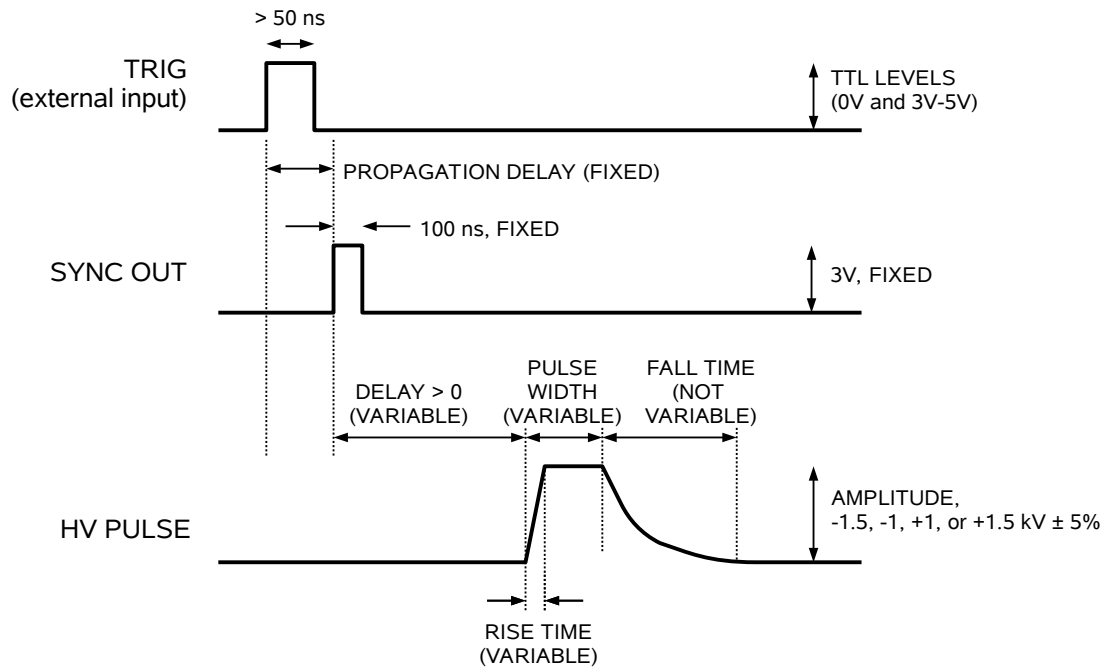 > 50 ns
TRIG
(external input)
TTL LEVELS
(0V and 3V-5V)
PROPAGATION DELAY (FIXED)
100 ns, FIXED
SYNC OUT
3V, FIXED
DELAY > 0
(VARIABLE)
PULSE
WIDTH
(VARIABLE)
FALL TIME
(NOT
VARIABLE)
HV PULSE
AMPLITUDE,
-1.5, -1, +1, or +1.5 kV ± 5%
RISE TIME
(VARIABLE)